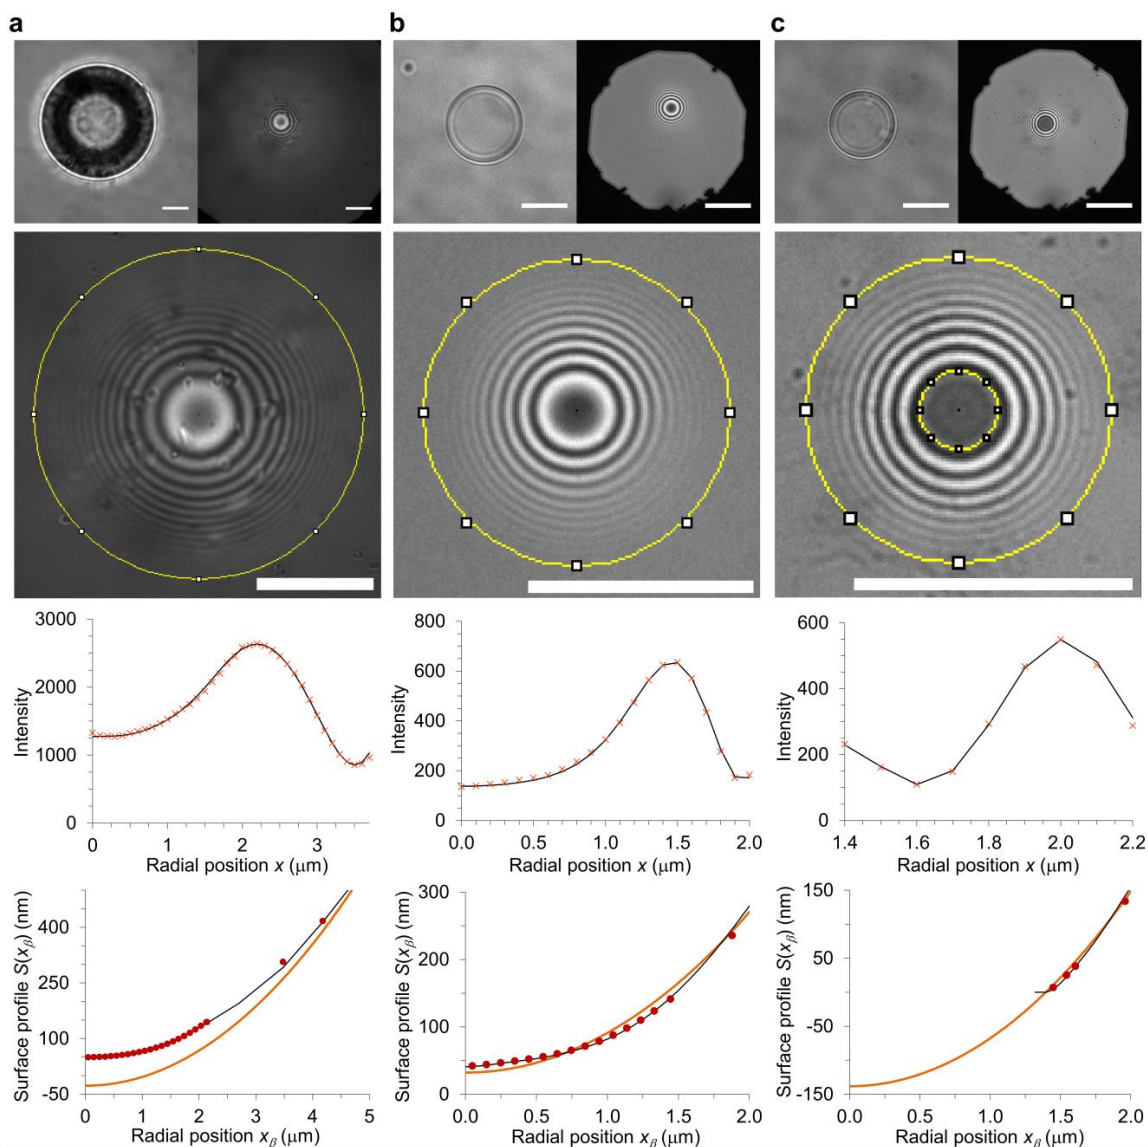 a b c
3000
2000
1000
0
Intensity
0 1 2 3
Radial position x (μm)
800
600
400
200
0
Intensity
0.0 0.5 1.0 1.5 2.0
Radial position x (μm)
600
400
200
0
Intensity
1.4 1.6 1.8 2.0 2.2
Radial position x (μm)
400
250
100
-50
Surface profile S(xβ) (nm)
0 1 2 3 4 5
Radial position xβ (μm)
300
200
100
0
Surface profile S(xβ) (nm)
0.0 0.5 1.0 1.5 2.0
Radial position xβ (μm)
150
50
-50
-150
Surface profile S(xβ) (nm)
0.0 0.5 1.0 1.5 2.0
Radial position xβ (μm)